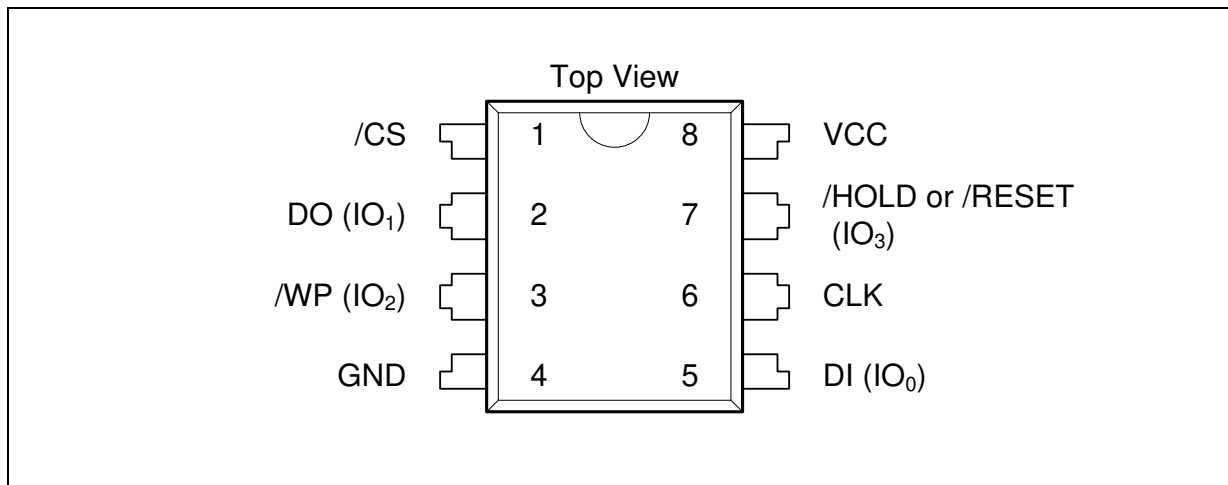 Top View
/CS 1 8 VCC
DO (IO₁) 2 7 /HOLD or /RESET
(IO₃)
/WP (IO₂) 3 6 CLK
GND 4 5 DI (IO₀)